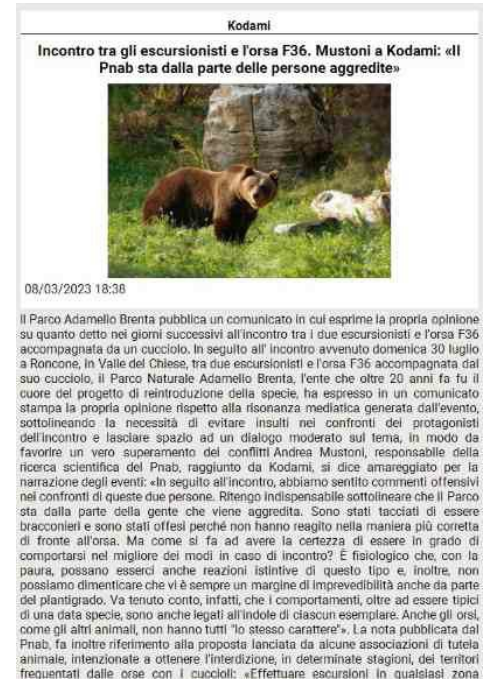 Kodami
Incontro tra gli escursionisti e l'orsa F36. Mustoni a Kodami: «Il
Pnab sta dalla parte delle persone aggredite»
08/03/2023 18:38
Il Parco Adamello Brenta pubblica un comunicato in cui esprime la propria opinione
su quanto detto nei giorni successivi all'incontro tra i due escursionisti e l'orsa F36
accompagnata da un cucciolo. In seguito all' incontro avvenuto domenica 30 luglio
a Roncone, in Valle del Chiese, tra due escursionisti e l'orsa F36 accompagnata dal
suo cucciolo, il Parco Naturale Adamello Brenta, l'ente che oltre 20 anni fa fu il
cuore del progetto di reintroduzione della specie, ha espresso in un comunicato
stampa la propria opinione rispetto alla risonanza mediatica generata dall'evento,
sottolineando la necessità di evitare insulti nei confronti dei protagonisti
dell'incontro e lasciare spazio ad un dialogo moderato sul tema, in modo da
favorire un vero superamento dei conflitti Andrea Mustoni, responsabile della
ricerca scientifica del Pnab, raggiunto da Kodami, si dice amareggiato per la
narrazione degli eventi: «In seguito all'incontro, abbiamo sentito commenti offensivi
nei confronti di queste due persone. Ritengo indispensabile sottolineare che il Parco
sta dalla parte della gente che viene aggredita. Sono stati tacciati di essere
bracconieri e sono stati offesi perché non hanno reagito nella maniera più corretta
di fronte all'orsa. Ma come si fa ad avere la certezza di essere in grado di
comportarsi nel migliore dei modi in caso di incontro? È fisiologico che, con la
paura, possano esserci anche reazioni istintive di questo tipo e, inoltre, non
possiamo dimenticare che vi è sempre un margine di imprevedibilità anche da parte
del plantigrado. Va tenuto conto, infatti, che i comportamenti, oltre ad essere tipici
di una data specie, sono anche legati all'indole di ciascun esemplare. Anche gli orsi,
come gli altri animali, non hanno tutti "lo stesso carattere"». La nota pubblicata dal
Pnab, fa inoltre riferimento alla proposta lanciata da alcune associazioni di tutela
animale, intenzionate a ottenere l'interdizione, in determinate stagioni, dei territori
frequentati dalle orse con i cuccioli: «Effettuare escursioni in qualsiasi zona